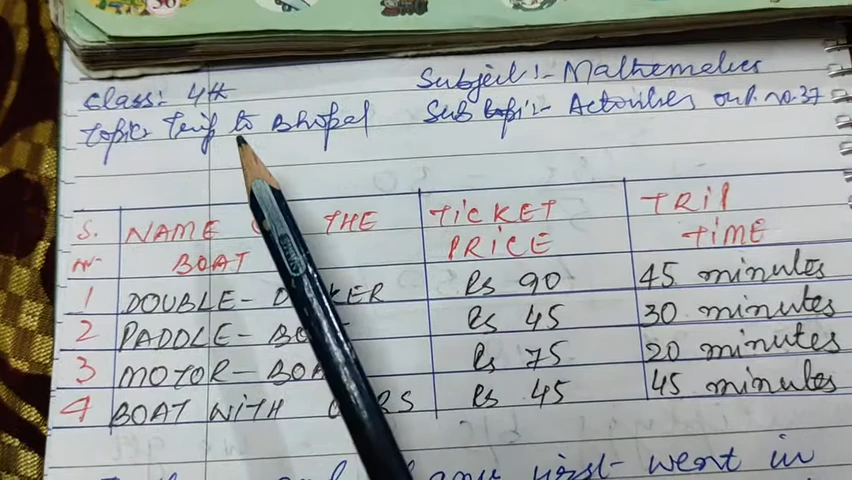 Class: 4th
Subject:- Mathematics
Topic: Trip to Bhopal
Sub topic:- Activities on p. no. 37
S. NAME THE TICKET TRIP
Nr BOAT PRICE TIME
1 DOUBLE- Rs 90 45 minutes
2 PADDLE- Rs 45 30 minutes
3 MOTOR- Rs 75 20 minutes
4 BOAT WITH Rs 45 45 minutes
first went in